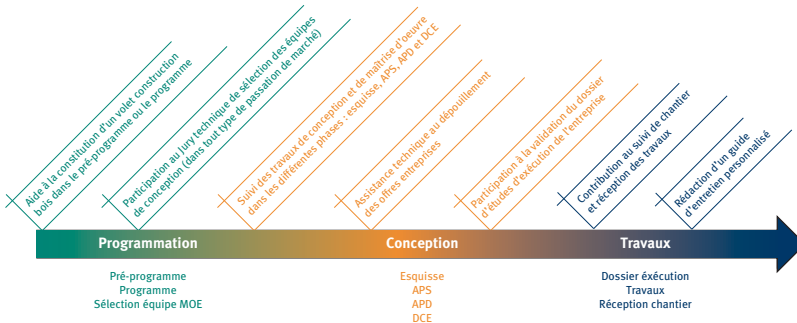 Aide à la constitution d'un volet construction
bois dans le pré-programme ou le programme
Participation au jury technique de sélection des équipes
de conception (dans tout type de passation de marché)
Suivi des travaux de conception et de maîtrise d'oeuvre
dans les différentes phases : esquisse, APS, APD et DCE
Assistance technique au dépouillement
des offres entreprises
Participation à la validation du dossier
d'études d'exécution de l'entreprise
Contribution au suivi de chantier
et réception des travaux
Rédaction d'un guide
d'entretien personnalisé
Programmation
Conception
Travaux
Pré-programme
Programme
Sélection équipe MOE
Esquisse
APS
APD
DCE
Dossier éxécution
Travaux
Réception chantier